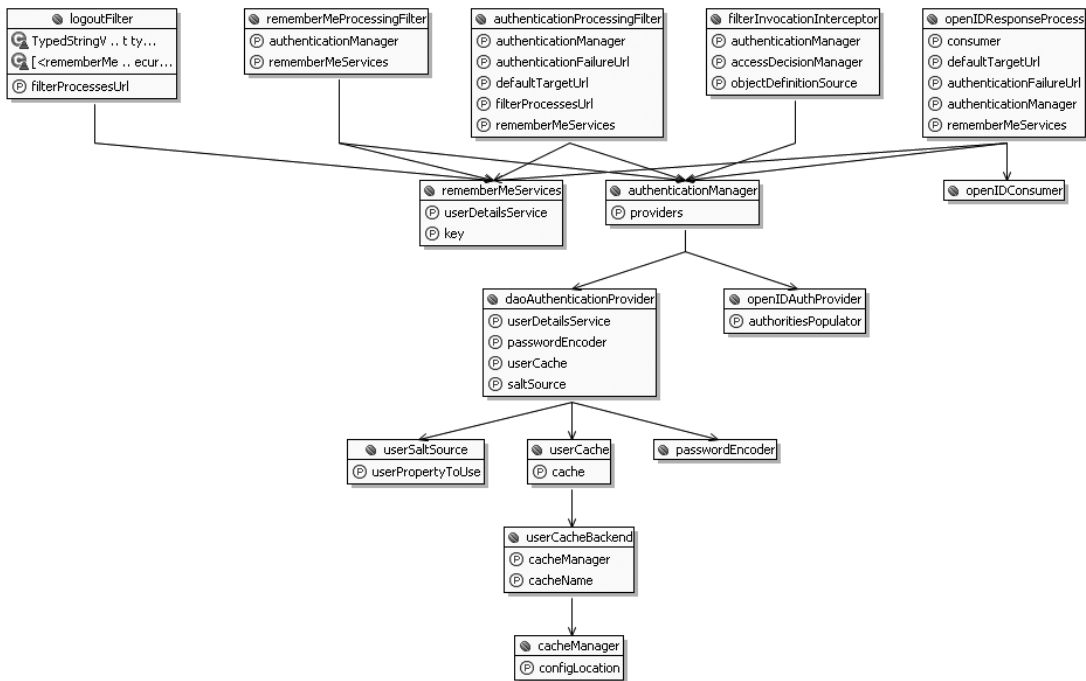 logoutFilter
TypedStringV .. t ty...
[<rememberMe .. ecur...
filterProcessesUrl
rememberMeProcessingFilter
authenticationManager
rememberMeServices
authenticationProcessingFilter
authenticationManager
authenticationFailureUrl
defaultTargetUrl
filterProcessesUrl
rememberMeServices
filterInvocationInterceptor
authenticationManager
accessDecisionManager
objectDefinitionSource
openIDResponseProcess
consumer
defaultTargetUrl
authenticationFailureUrl
authenticationManager
rememberMeServices
rememberMeServices
userDetailsService
key
authenticationManager
providers
openIDConsumer
daoAuthenticationProvider
userDetailsService
passwordEncoder
userCache
saltSource
openIDAuthProvider
authoritiesPopulator
userSaltSource
userPropertyToUse
userCache
cache
passwordEncoder
userCacheBackend
cacheManager
cacheName
cacheManager
configLocation